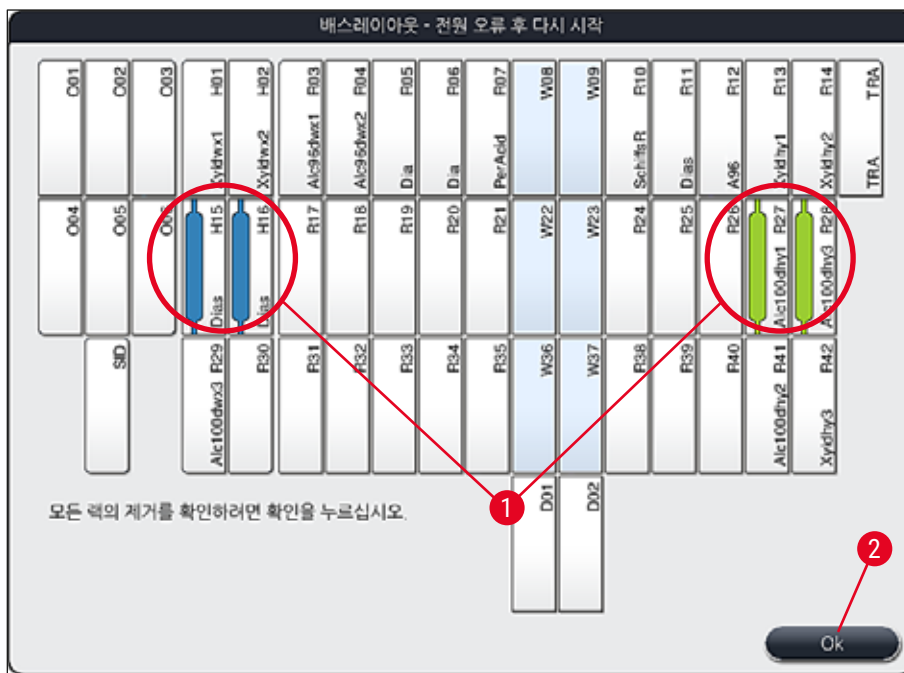 배스레이아웃 - 전원 오류 후 다시 시작
O01 O02 O03 H01 H02 R03 R04 R05 R06 R07 W08 W09 R10 R11 R12 R13 R14 TRA
Xyldwx1 Xyldwx2 Alc96dwx1 Alc96dwx2 Dia Dia PerAcid SchiffsR Dias A96 Xyldhy1 Xyldhy2 TRA
O04 O05 O06 H15 H16 R17 R18 R19 R20 R21 W22 W23 R24 R25 R26 R27 R28
Dias Dias Alc100dhy1 Alc100dhy3
SID R29 R30 R31 R32 R33 R34 R35 W36 W37 R38 R39 R40 R41 R42
Alc100dwx3 Alc100dhy2 Xyldhy3
D01 D02
모든 랙의 제거를 확인하려면 확인을 누르십시오.
1
2
Ok